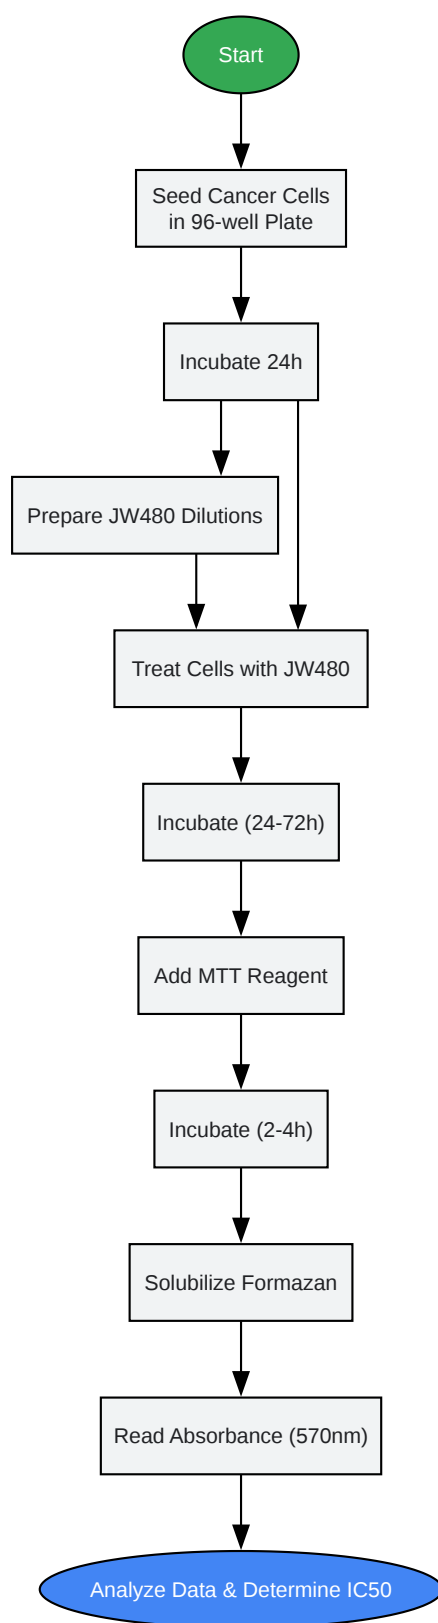 Start
Seed Cancer Cells
in 96-well Plate
Incubate 24h
Prepare JW480 Dilutions
Treat Cells with JW480
Incubate (24-72h)
Add MTT Reagent
Incubate (2-4h)
Solubilize Formazan
Read Absorbance (570nm)
Analyze Data & Determine IC50